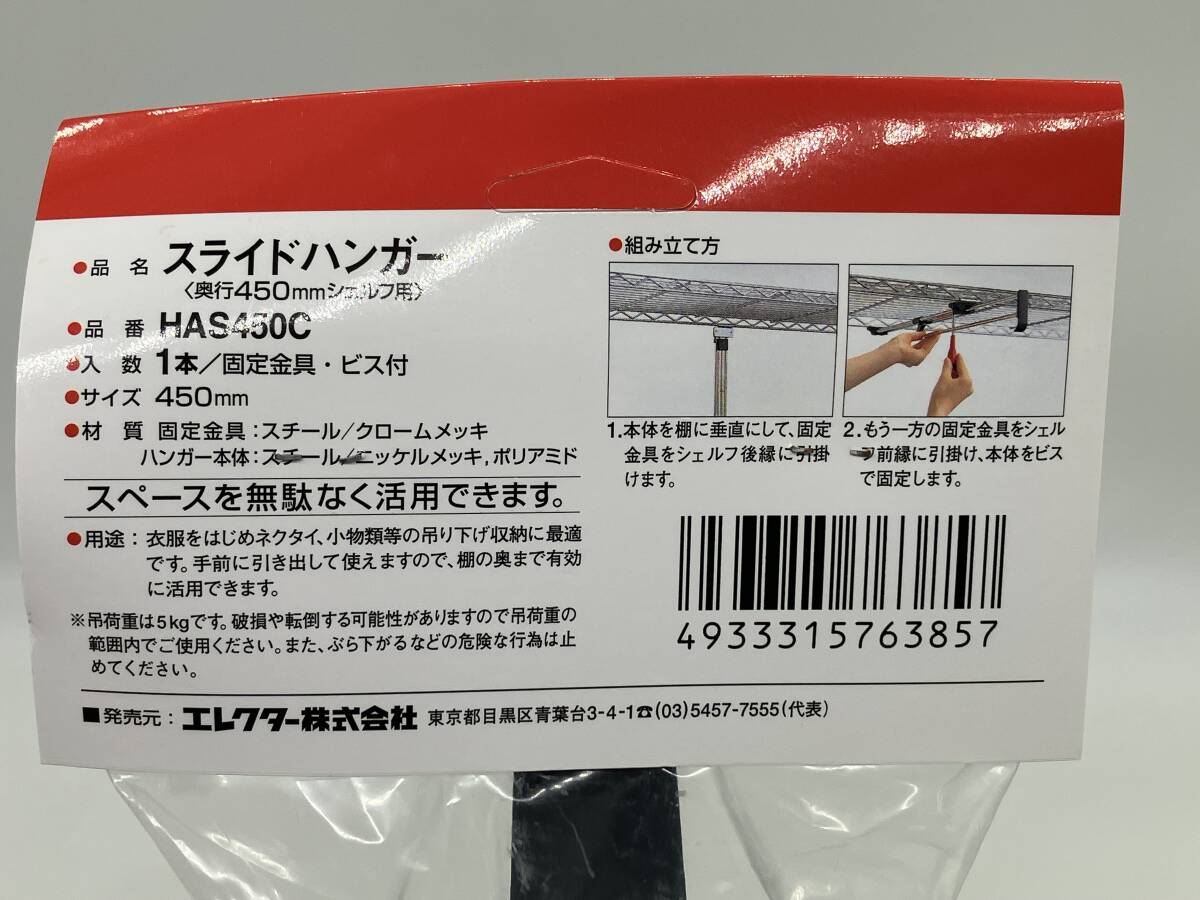 ●品 名 スライドハンガー
〈奥行450mmシェルフ用〉
●品 番 HAS450C
●入 数 1本／固定金具・ビス付
●サイズ 450mm
●材 質 固定金具：スチール/クロームメッキ
ハンガー本体：スチール/ニッケルメッキ,ポリアミド
スペースを無駄なく活用できます。
●用途：衣服をはじめネクタイ、小物類等の吊り下げ収納に最適
です。手前に引き出して使えますので、棚の奥まで有効
に活用できます。
※吊荷重は5kgです。破損や転倒する可能性がありますので吊荷重の
範囲内でご使用ください。また、ぶら下がるなどの危険な行為は止
めてください。
●組み立て方
1.本体を棚に垂直にして、固定
金具をシェルフ後縁に引掛
けます。
2.もう一方の固定金具をシェル
フ前縁に引掛け、本体をビス
で固定します。
4933315763857
■発売元：エレクター株式会社 東京都目黒区青葉台3-4-1☎(03)5457-7555(代表)